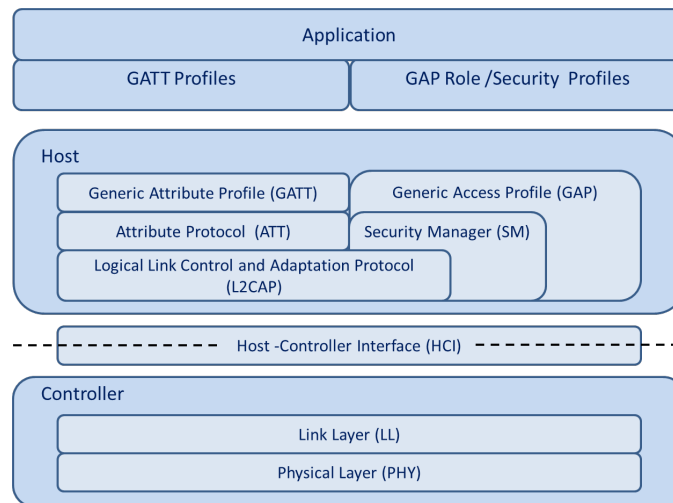 Application
GATT Profiles
GAP Role /Security Profiles
Host
Generic Attribute Profile (GATT)
Generic Access Profile (GAP)
Attribute Protocol (ATT)
Security Manager (SM)
Logical Link Control and Adaptation Protocol
(L2CAP)
Host -Controller Interface (HCI)
Controller
Link Layer (LL)
Physical Layer (PHY)